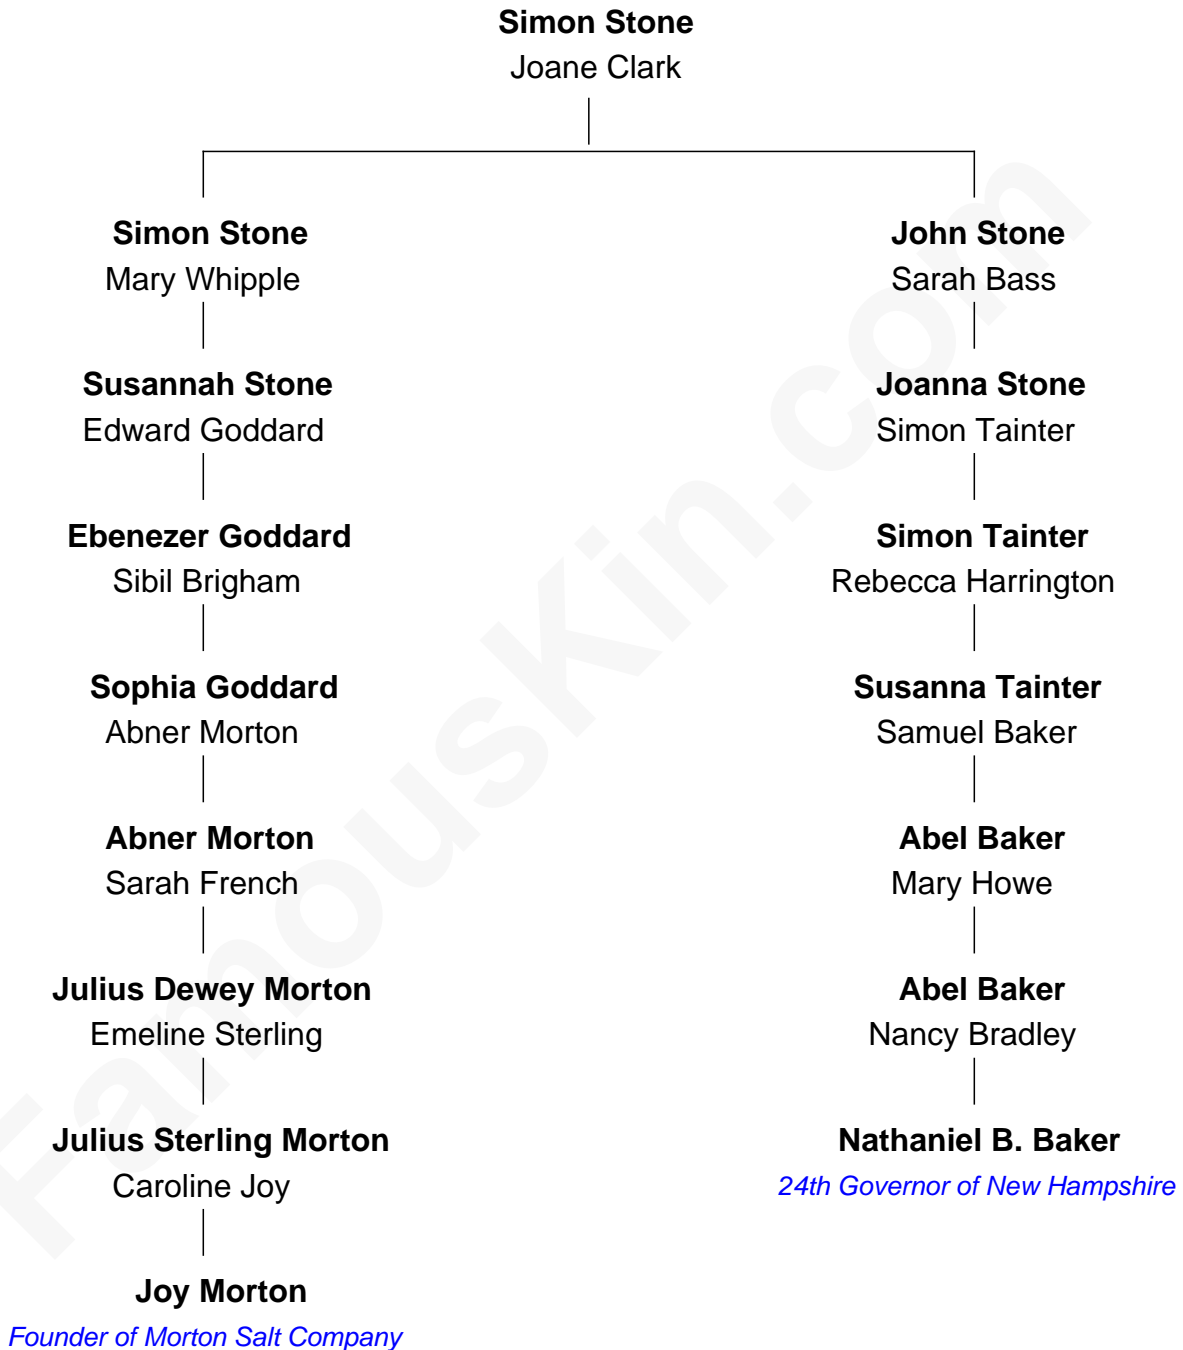 Simon Stone
Joane Clark
Simon Stone
Mary Whipple
John Stone
Sarah Bass
Susannah Stone
Edward Goddard
Joanna Stone
Simon Tainter
Ebenezer Goddard
Sibil Brigham
Simon Tainter
Rebecca Harrington
Sophia Goddard
Abner Morton
Susanna Tainter
Samuel Baker
Abner Morton
Sarah French
Abel Baker
Mary Howe
Julius Dewey Morton
Emeline Sterling
Abel Baker
Nancy Bradley
Julius Sterling Morton
Caroline Joy
Nathaniel B. Baker
24th Governor of New Hampshire
Joy Morton
Founder of Morton Salt Company
FamousKin.com